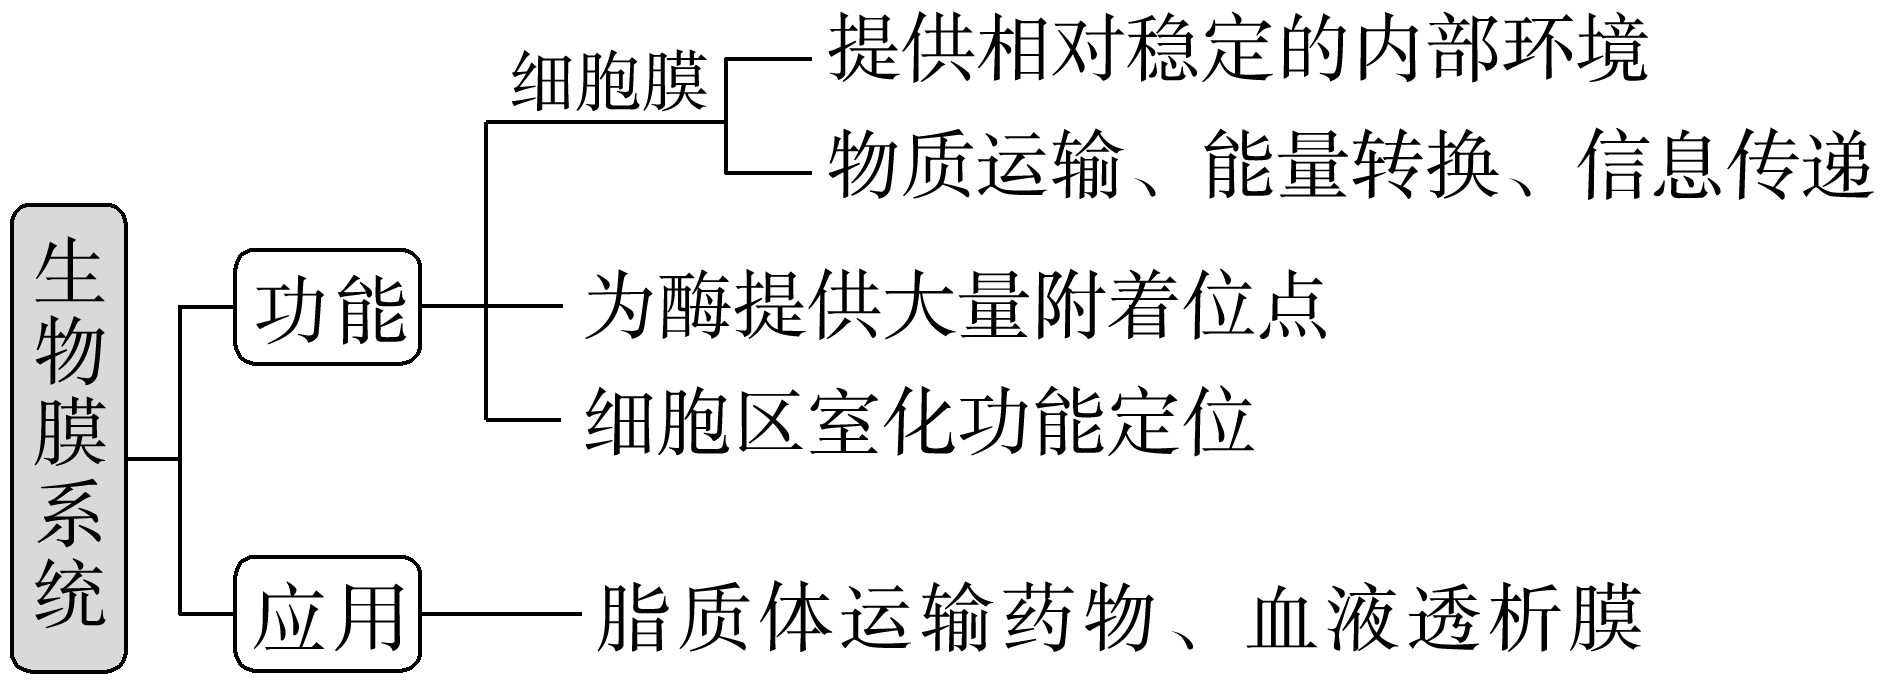 生物膜系统
功能
细胞膜
提供相对稳定的内部环境
物质运输、能量转换、信息传递
为酶提供大量附着位点
细胞区室化功能定位
应用
脂质体运输药物、血液透析膜